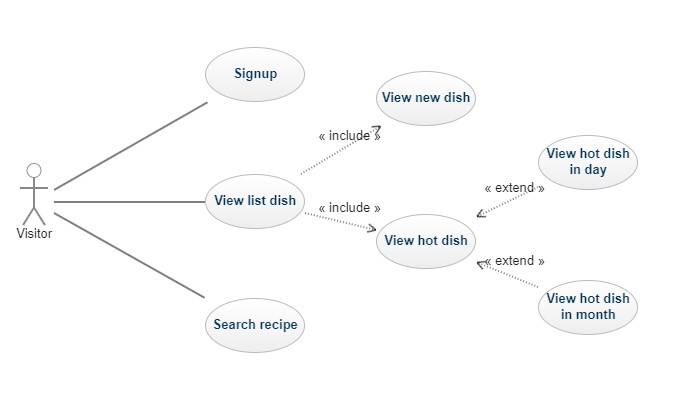 Signup
View new dish
« include »
View hot dish
in day
« extend »
View list dish
« include »
Visitor
View hot dish
« extend »
View hot dish
in month
Search recipe